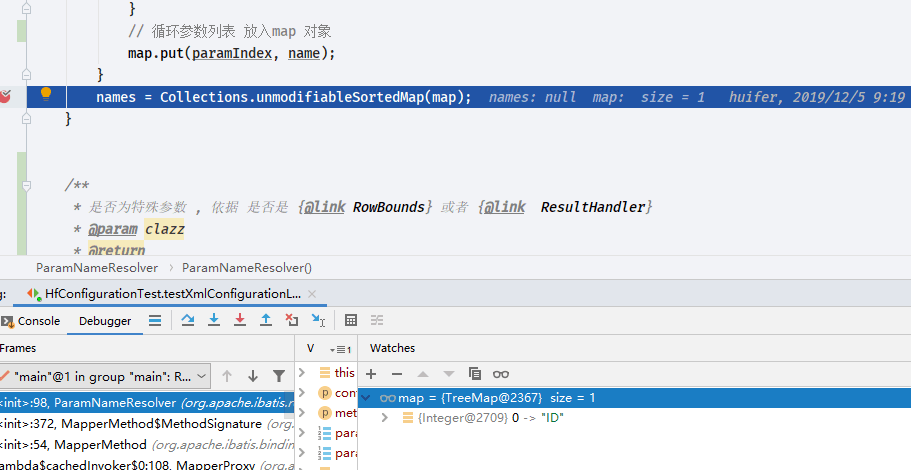 }
// 循环参数列表 放入map 对象
map.put(paramIndex, name);
}
names = Collections.unmodifiableSortedMap(map);  names: null  map:  size = 1   huifer, 2019/12/5 9:19
}
/**
* 是否为特殊参数 , 依据 是否是 {@link RowBounds} 或者 {@link  ResultHandler}
* @param clazz
* @return
ParamNameResolver › ParamNameResolver()
g: HfConfigurationTest.testXmlConfigurationL... ×
Console Debugger
Frames V 1 Watches
"main"@1 in group "main": R...
this
map = {TreeMap@2367}  size = 1
<init>:98, ParamNameResolver (org.apache.ibatis.r
con
{Integer@2709} 0 -> "ID"
<init>:372, MapperMethod$MethodSignature (org.
p met
<init>:54, MapperMethod (org.apache.ibatis.bindin
para
lambda$cachedInvoker$0:108, MapperProxy (org.a
para